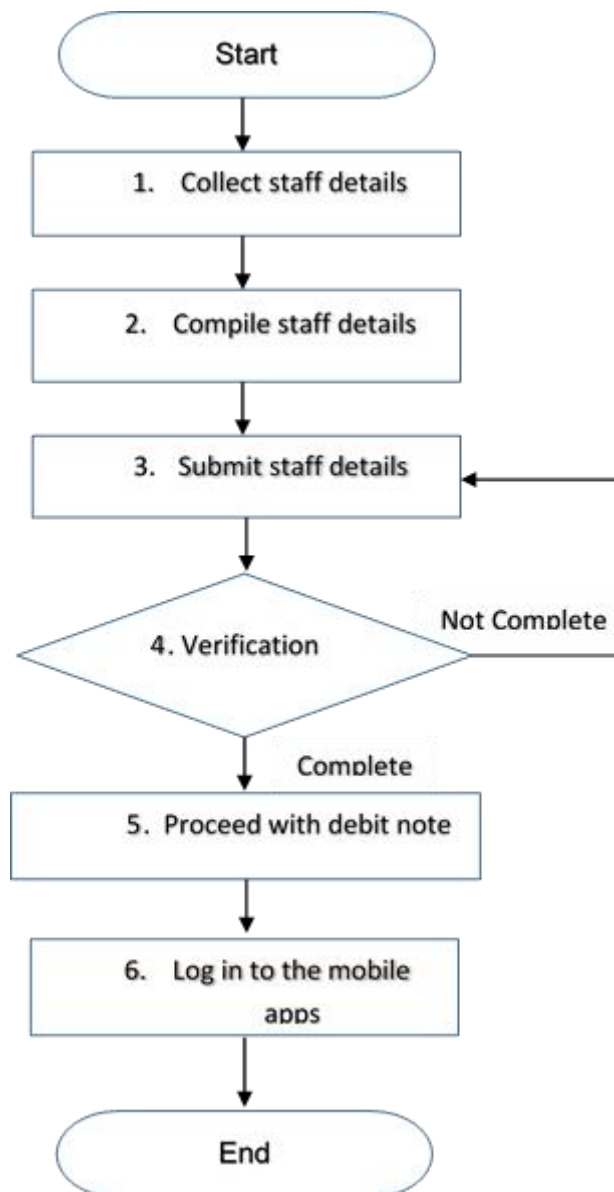 Start
1. Collect staff details
2. Compile staff details
3. Submit staff details
4. Verification
Not Complete
Complete
5. Proceed with debit note
6. Log in to the mobile
apps
End